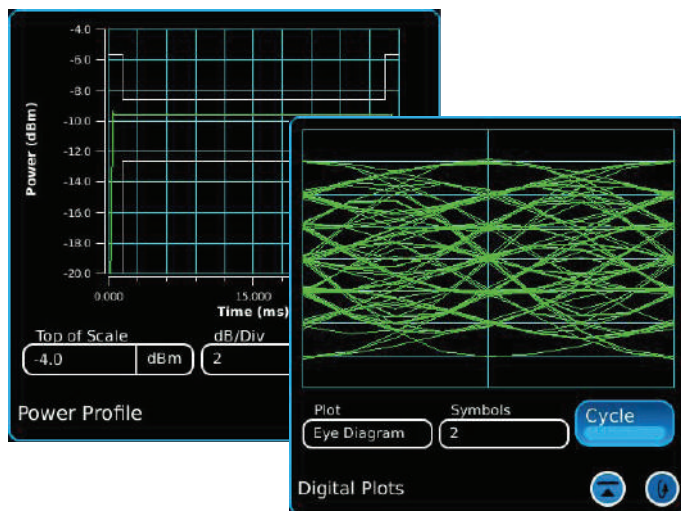 -4.0
-6.0
-8.0
-10.0
-12.0
-14.0
-16.0
-18.0
-20.0
Power (dBm)
0.000
15.000
Time (ms)
Top of Scale
dB/Div
-4.0
dBm
2
Power Profile
Plot
Symbols
Eye Diagram
2
Cycle
Digital Plots